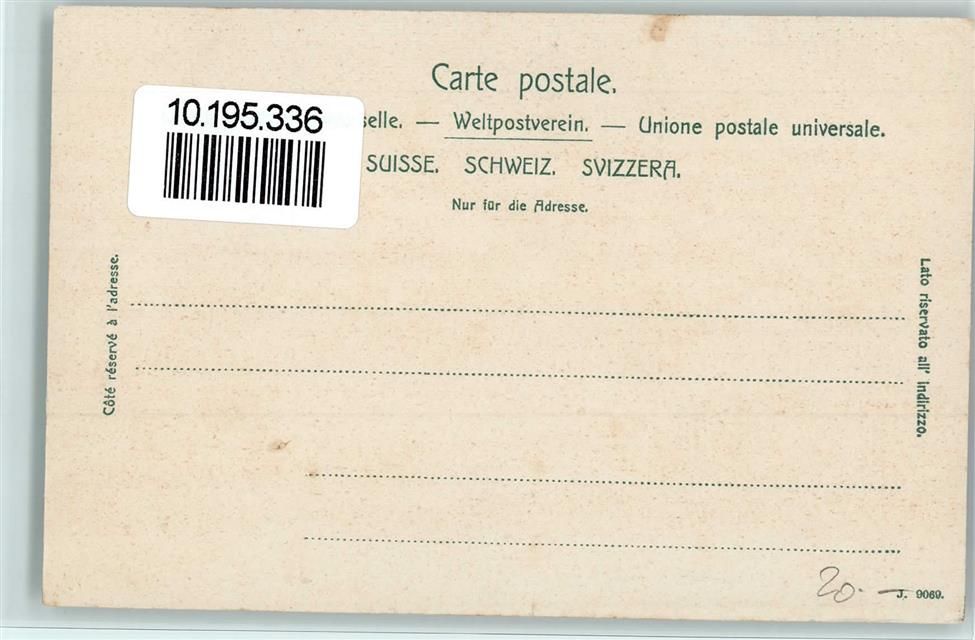 Carte postale.
10.195.336
selle. — Weltpostverein. — Unione postale universale.
SUISSE. SCHWEIZ. SVIZZERA.
Nur für die Adresse.
Côté réservé à l'adresse.
Lato riservato all' indirizzo.
20.—
J. 9069.